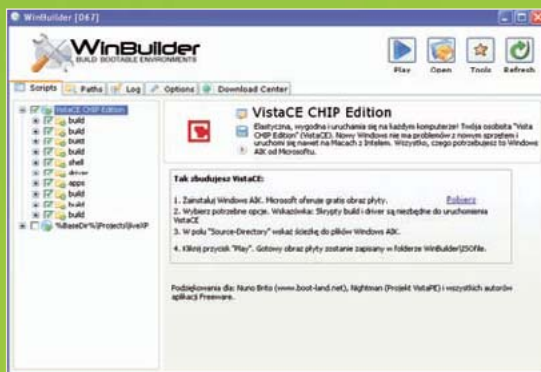 WinBuilder [067]
WinBuilder
BUILD BOOTABLE ENVIRONMENTS
Play Open Tools Refresh
Scripts Paths Log Options Download Center
VistaCE CHIP Edition
build
build
build
build
shell
driver
apps
build
build
build
%BaseDir%\Projects\liveXP
VistaCE CHIP Edition
Elastyczna, wygodna i uruchamia się na każdym komputerze! Twoja osobista "Vista
CHIP Edition" (VistaCE). Nowy Windows nie ma problemów z nowym sprzętem i
uruchomi się nawet na Macach z Intelem. Wszystko, czego potrzebujesz to Windows
AIK od Microsoftu.
Tak zbudujesz VistaCE:
1. Zainstaluj Windows AIK. Microsoft oferuje gratis obraz płyty. Pobierz
2. Wybierz potrzebne opcje. Wskazówka: Skrypty build i driver są niezbędne do uruchomienia
VistaCE
3. W polu "Source-Directory" wskaż ścieżkę do plików Windows AIK.
4. Kliknij przycisk "Play". Gotowy obraz płyty zostanie zapisany w folderze WinBuilder\ISOfile.
Podziękowania dla: Nuno Brito (www.boot-land.net), Nightman (Projekt VistaPE) i wszystkich autorów
aplikacji Freeware.